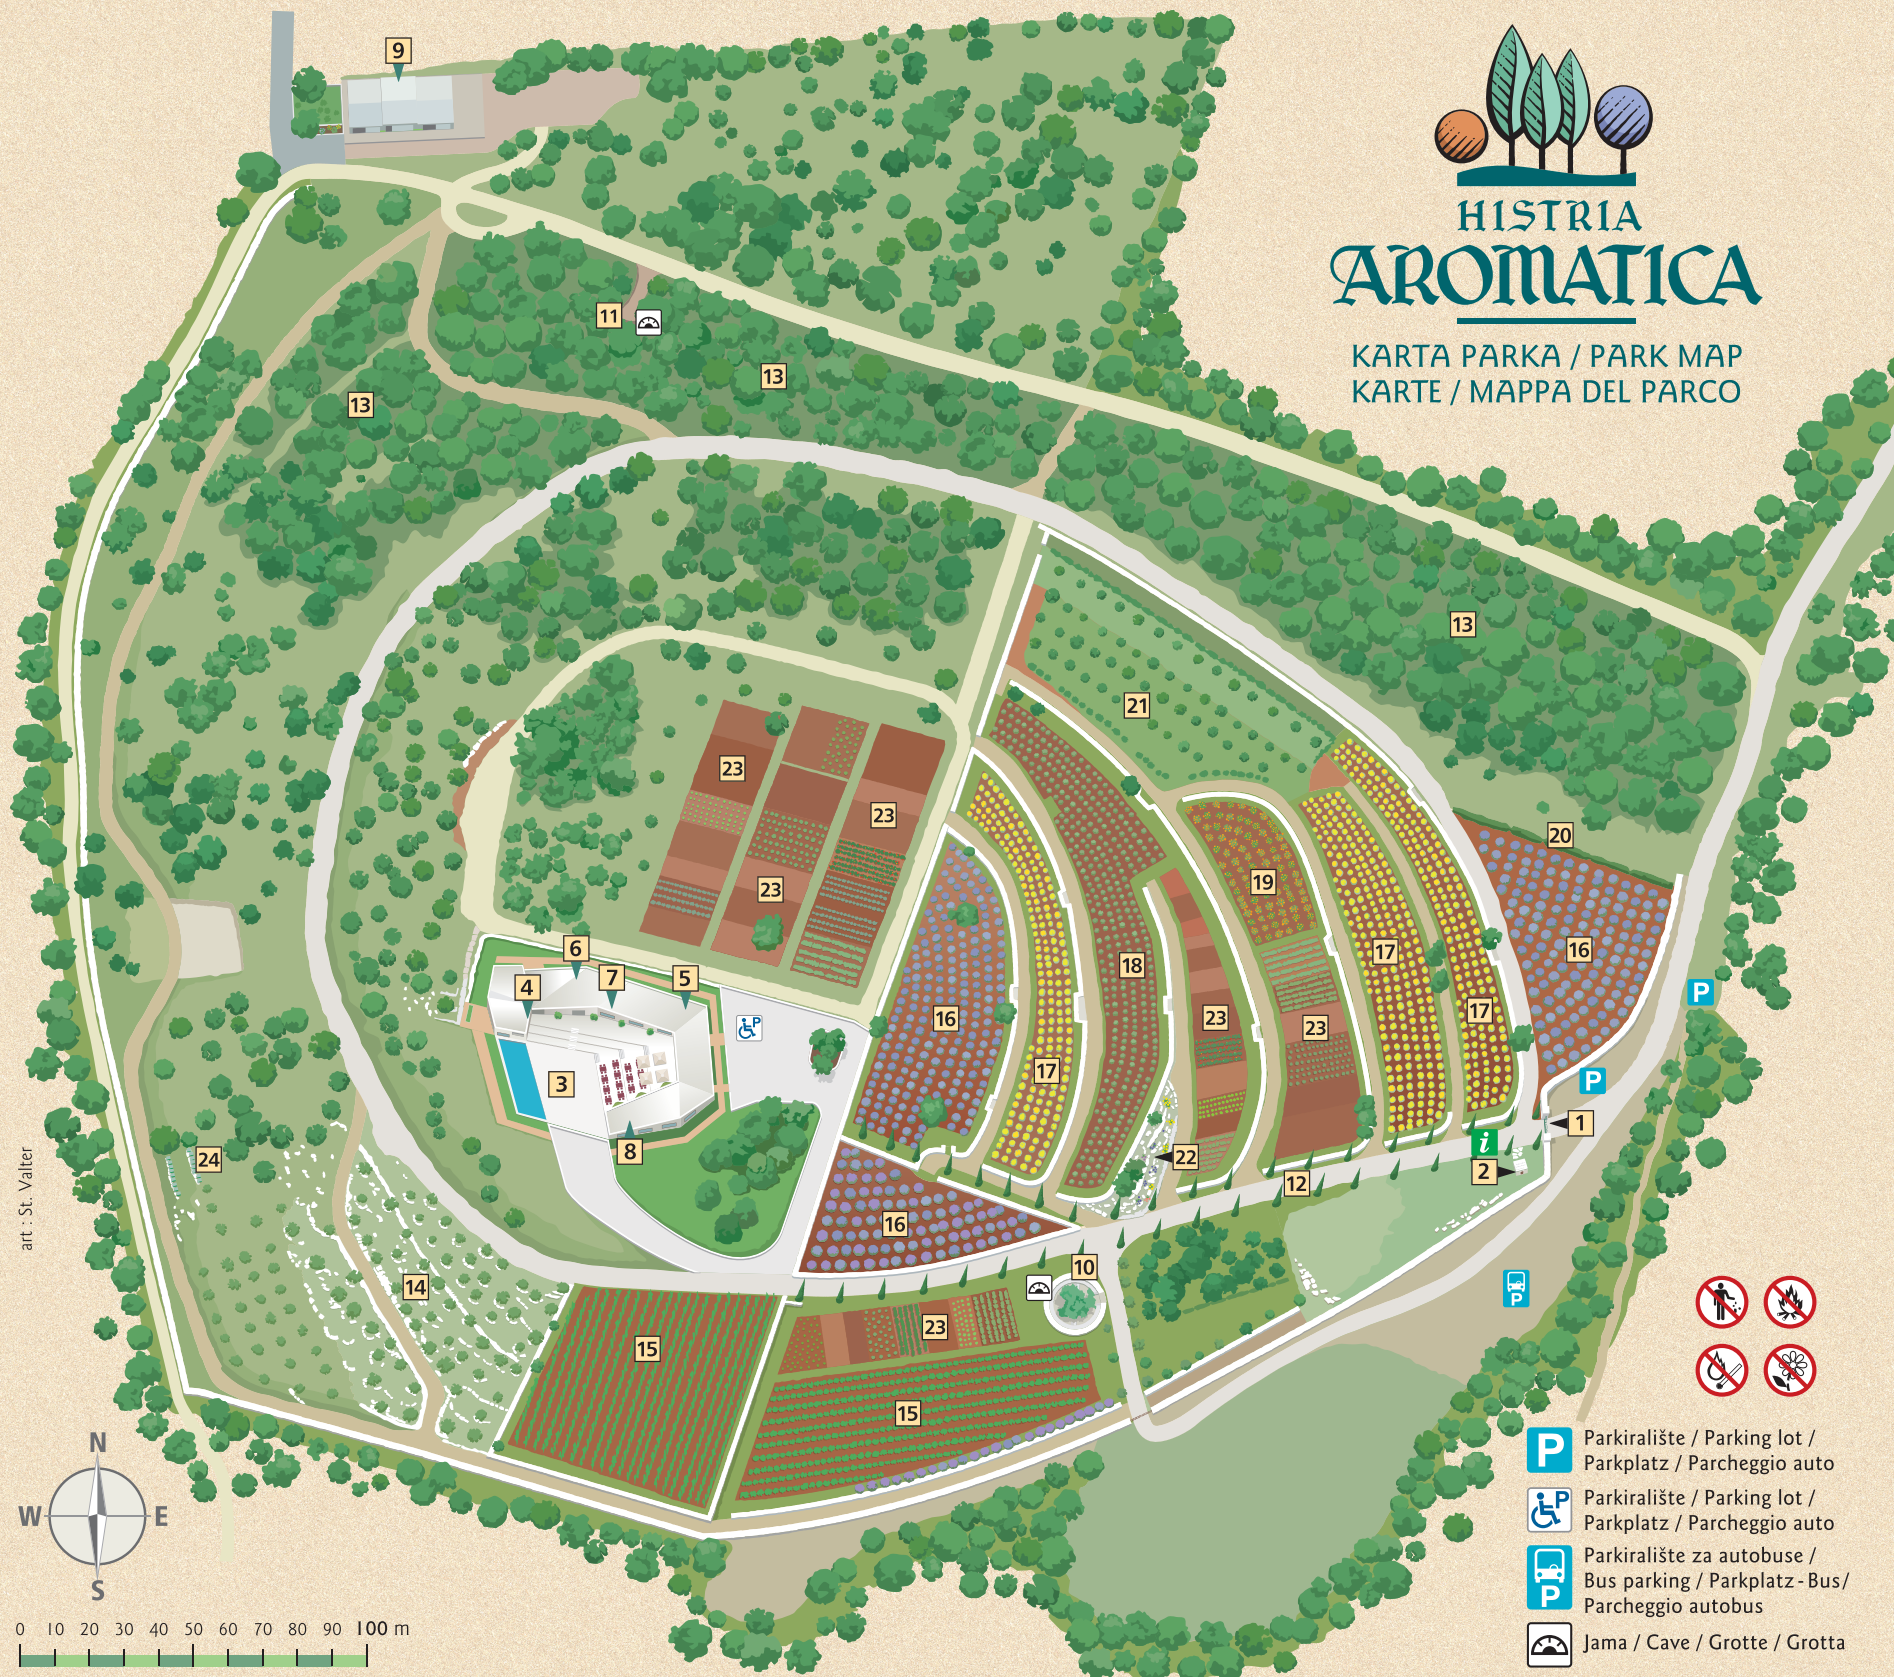 9
HISTRIA
AROMATICA
KARTA PARKA / PARK MAP
KARTE / MAPPA DEL PARCO
11
13
13
13
21
23
23
23
20
19
18
17
16
17
17
16
16
23
23
6
7
5
4
3
8
P
P
P
1
i
2
22
12
16
10
24
14
15
23
15
P
art : St. Valter
N
W
E
S
0 10 20 30 40 50 60 70 80 90 100 m
P
Parkiralište / Parking lot /
Parkplatz / Parcheggio auto
P
Parkiralište / Parking lot /
Parkplatz / Parcheggio auto
P
Parkiralište za autobuse /
Bus parking / Parkplatz - Bus/
Parcheggio autobus
Jama / Cave / Grotte / Grotta